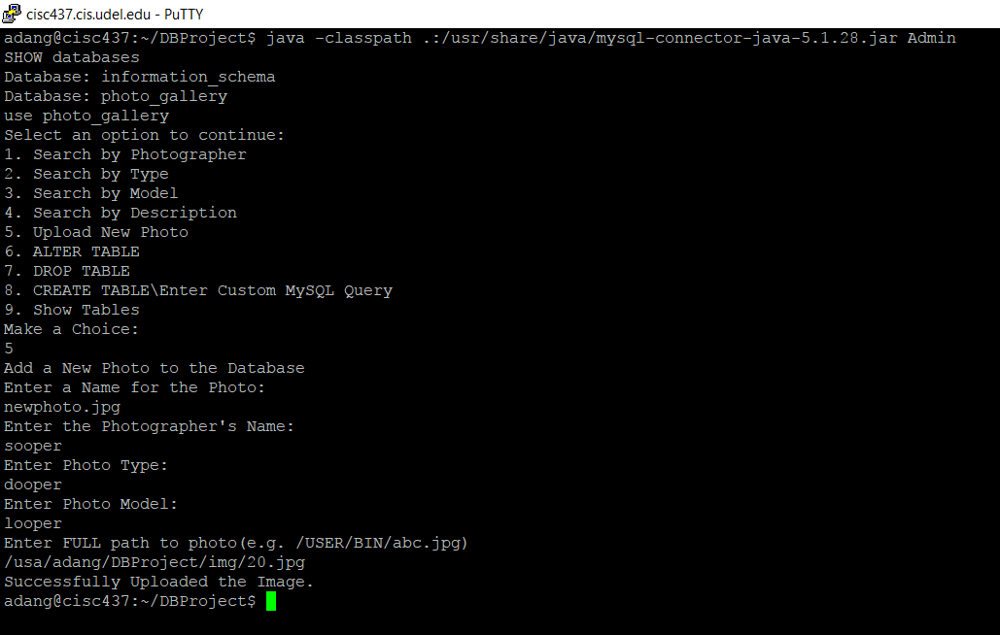 cisc437.cis.udel.edu - PuTTY
adang@cisc437:~/DBProject$ java -classpath .:/usr/share/java/mysql-connector-java-5.1.28.jar Admin
SHOW databases
Database: information_schema
Database: photo_gallery
use photo_gallery
Select an option to continue:
1. Search by Photographer
2. Search by Type
3. Search by Model
4. Search by Description
5. Upload New Photo
6. ALTER TABLE
7. DROP TABLE
8. CREATE TABLE\Enter Custom MySQL Query
9. Show Tables
Make a Choice:
5
Add a New Photo to the Database
Enter a Name for the Photo:
newphoto.jpg
Enter the Photographer's Name:
sooper
Enter Photo Type:
dooper
Enter Photo Model:
looper
Enter FULL path to photo(e.g. /USER/BIN/abc.jpg)
/usa/adang/DBProject/img/20.jpg
Successfully Uploaded the Image.
adang@cisc437:~/DBProject$